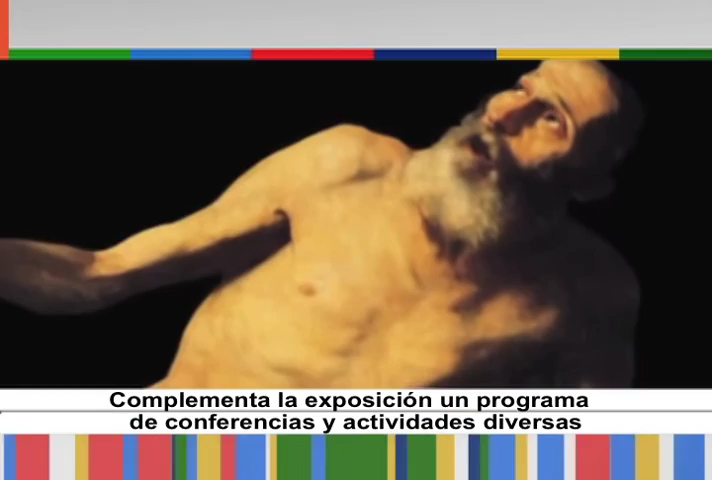 Complementa la exposición un programa
de conferencias y actividades diversas